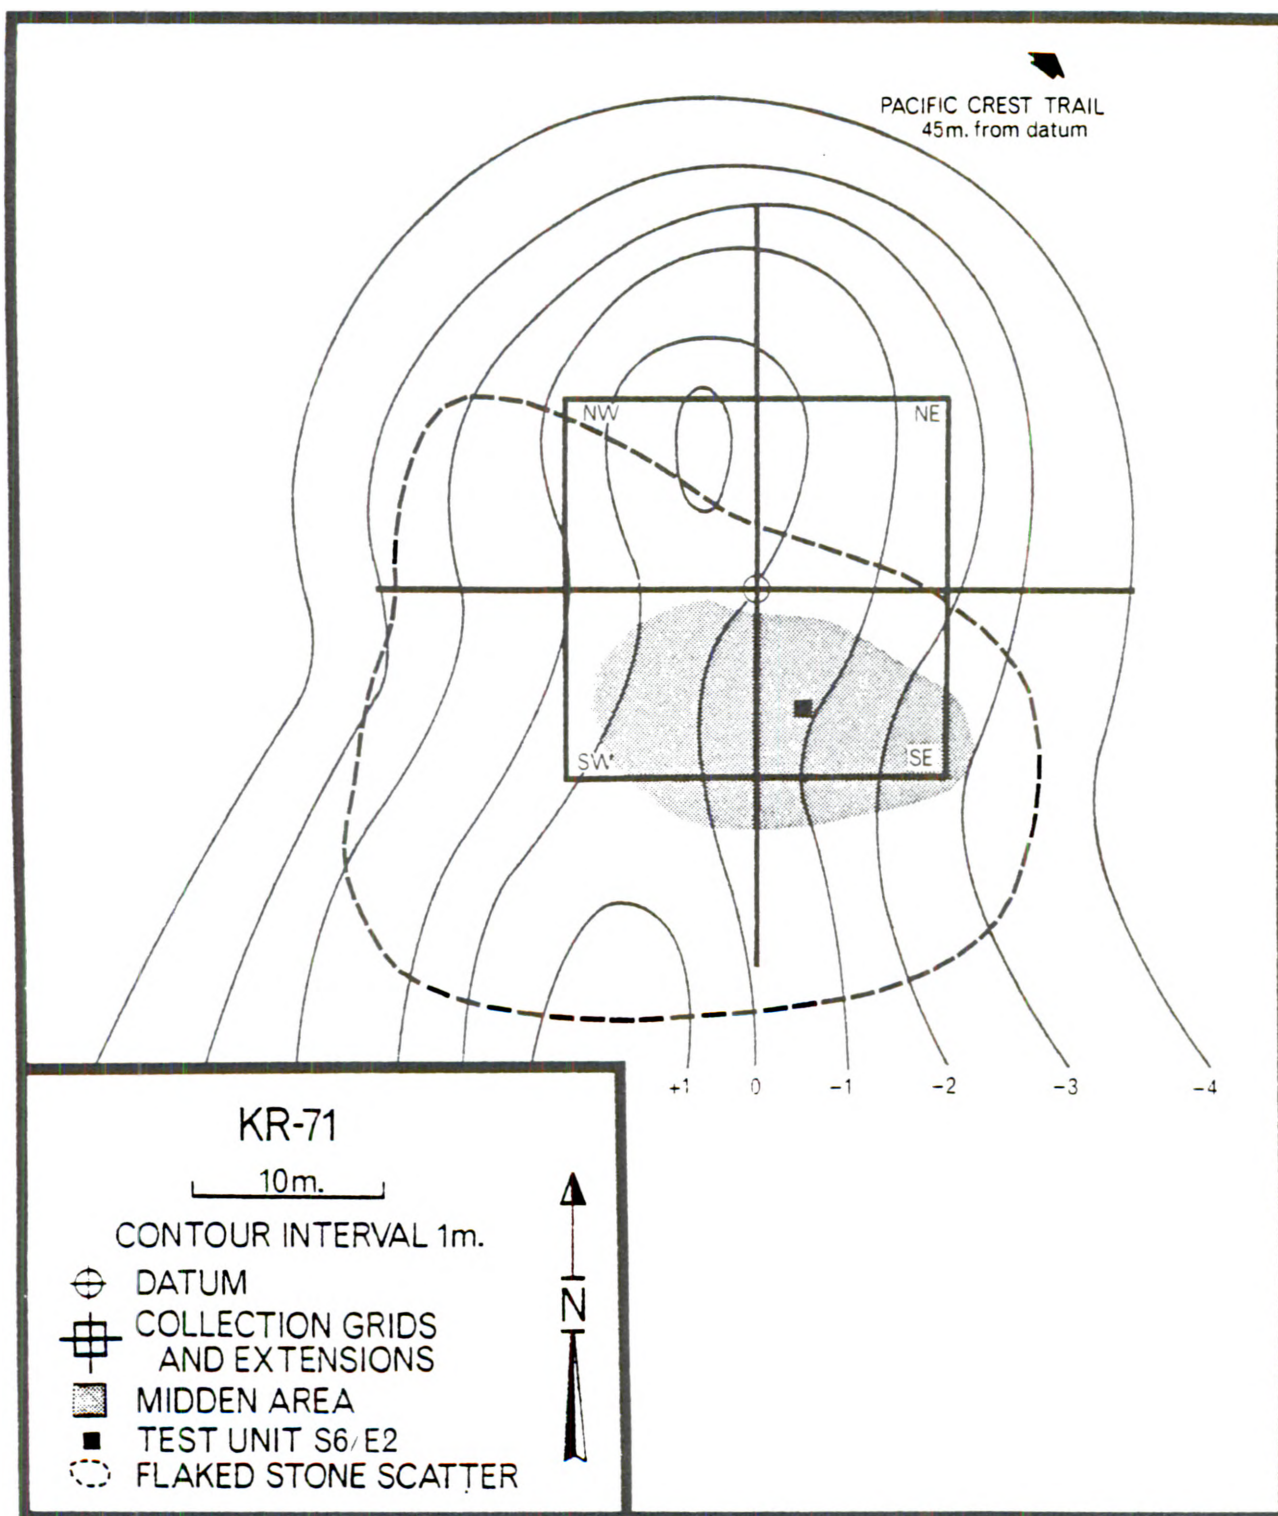 PACIFIC CREST TRAIL
45m. from datum
NW
NE
SW
SE
+1
0
-1
-2
-3
-4
KR-71
10m.
CONTOUR INTERVAL 1m.
DATUM
COLLECTION GRIDS
AND EXTENSIONS
MIDDEN AREA
TEST UNIT S6/E2
FLAKED STONE SCATTER
N